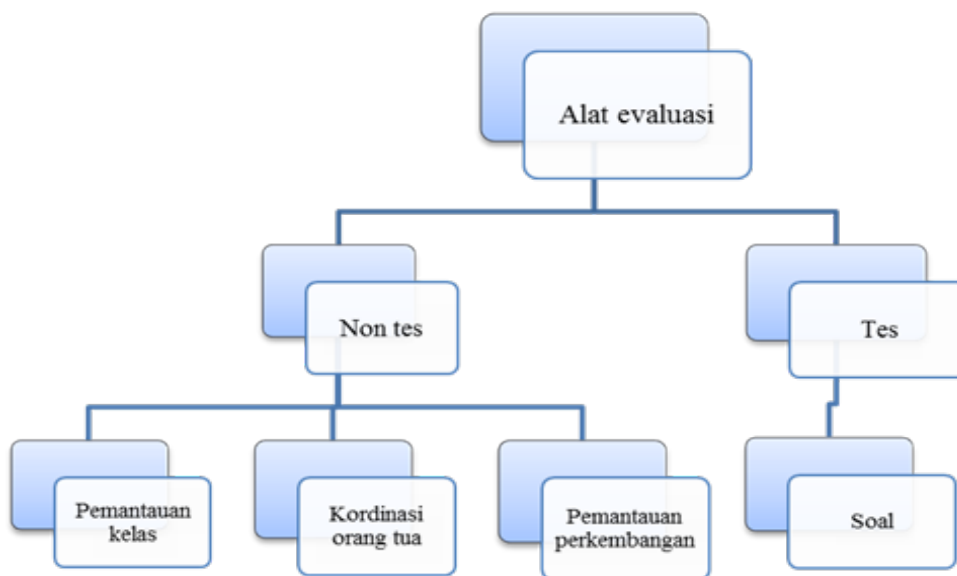 Alat evaluasi
Non tes
Tes
Pemantauan
kelas
Kordinasi
orang tua
Pemantauan
perkembangan
Soal